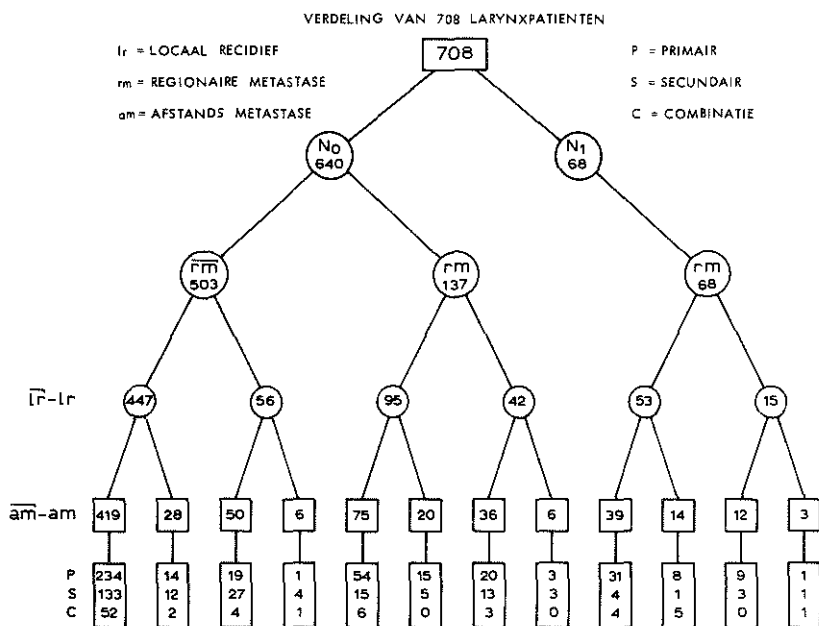 VERDELING VAN 708 LARYNXPATIENTEN
lr = LOCAAL RECIDIEF
708
P = PRIMAIR
rm = REGIONAIRE METASTASE
S = SECUNDAIR
am = AFSTANDS METASTASE
C = COMBINATIE
N₀ N₁
640 68
r̅m̅ rm rm
503 137 68
l̅r̅-lr 447 56 95 42 53 15
a̅m̅-am 419 28 50 6 75 20 36 6 39 14 12 3
P 234 14 19 1 54 15 20 3 31 8 9 1
S 133 12 27 4 15 5 13 3 4 1 3 1
C 52 2 4 1 6 0 3 0 4 5 0 1